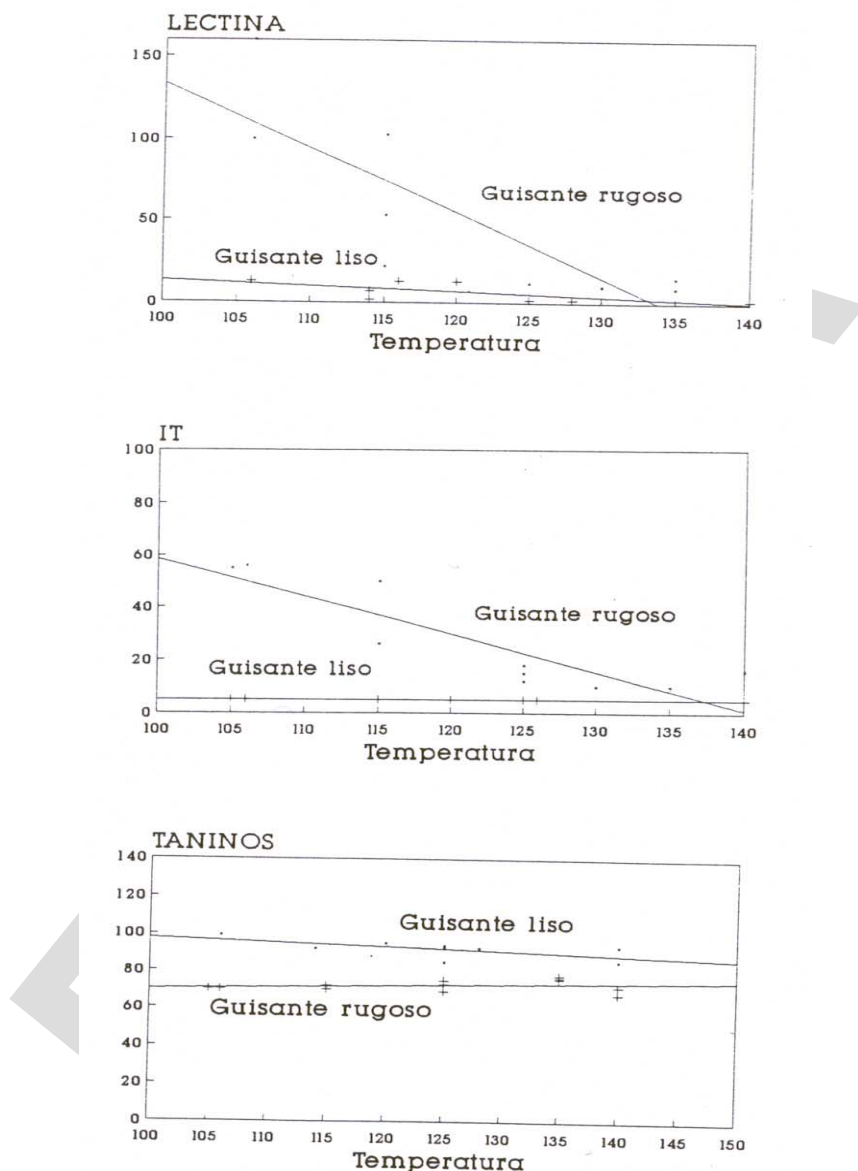 LECTINA
150
100
50
0
Guisante rugoso
Guisante liso
100 105 110 115 120 125 130 135 140
Temperatura
IT
100
80
60
40
20
0
Guisante rugoso
Guisante liso
100 105 110 115 120 125 130 135 140
Temperatura
TANINOS
140
120
100
80
60
40
20
0
Guisante liso
Guisante rugoso
100 105 110 115 120 125 130 135 140 145 150
Temperatura